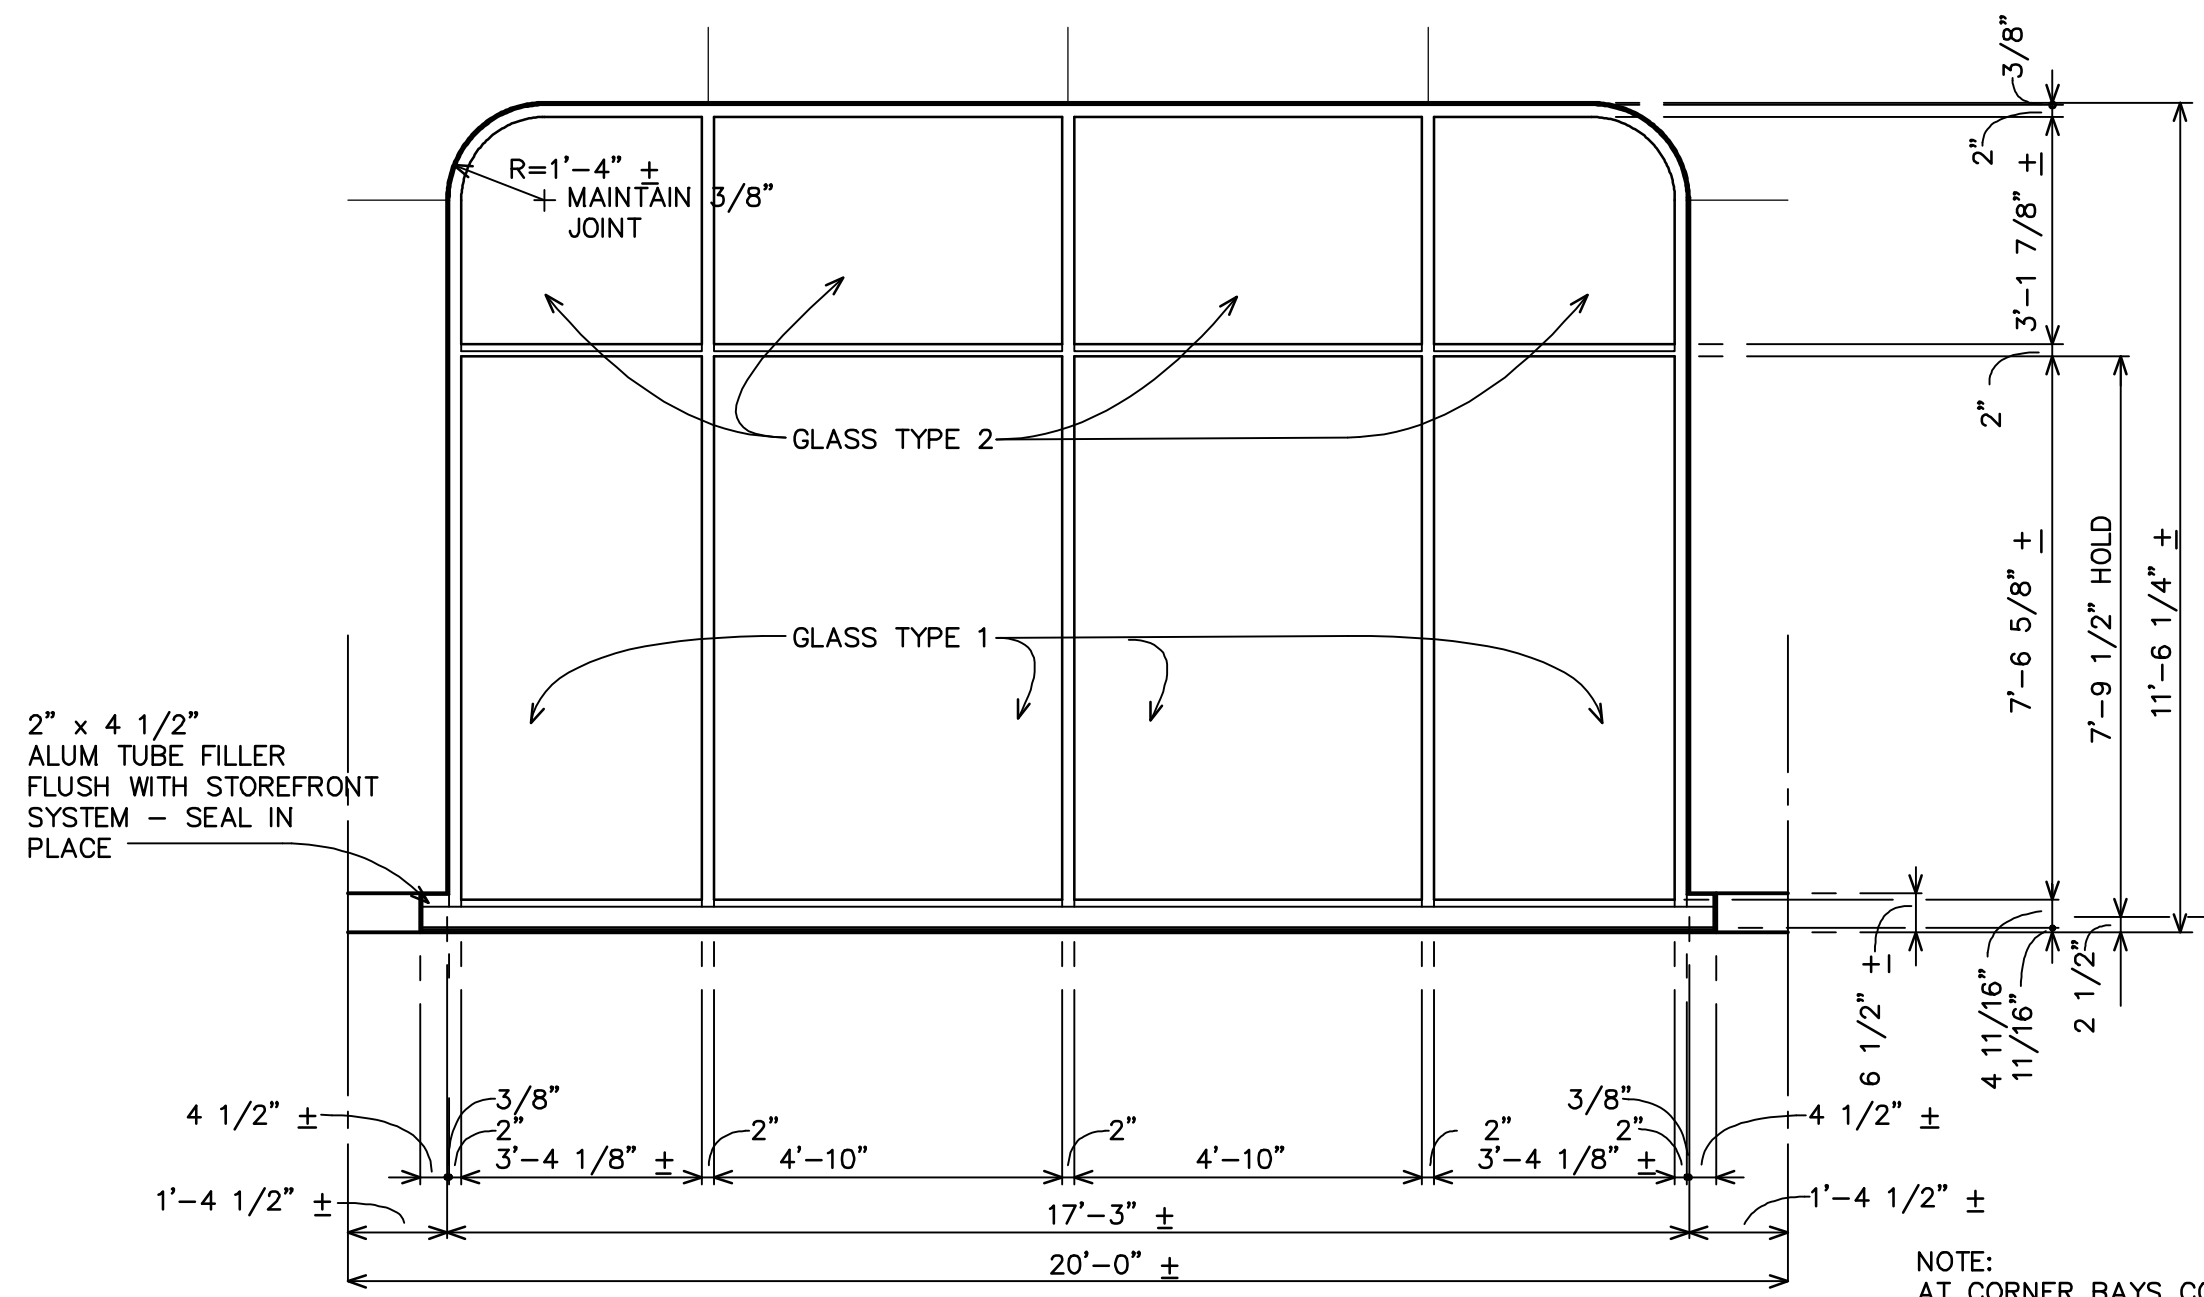 3/8"
2"
3'-1 7/8" ±
2"
R=1'-4" ±
MAINTAIN 3/8"
JOINT
GLASS TYPE 2
GLASS TYPE 1
7'-6 5/8" ±
7'-9 1/2" HOLD
11'-6 1/4" ±
2" x 4 1/2"
ALUM TUBE FILLER
FLUSH WITH STOREFRONT
SYSTEM – SEAL IN
PLACE
6 1/2" ±
4 11/16"
11/16"
2 1/2"
4 1/2" ±
3/8"
2"
3'-4 1/8" ±
2"
4'-10"
2"
4'-10"
2"
3'-4 1/8" ±
2"
3/8"
4 1/2" ±
1'-4 1/2" ±
17'-3" ±
1'-4 1/2" ±
20'-0" ±
NOTE:
AT CORNER BAYS CO